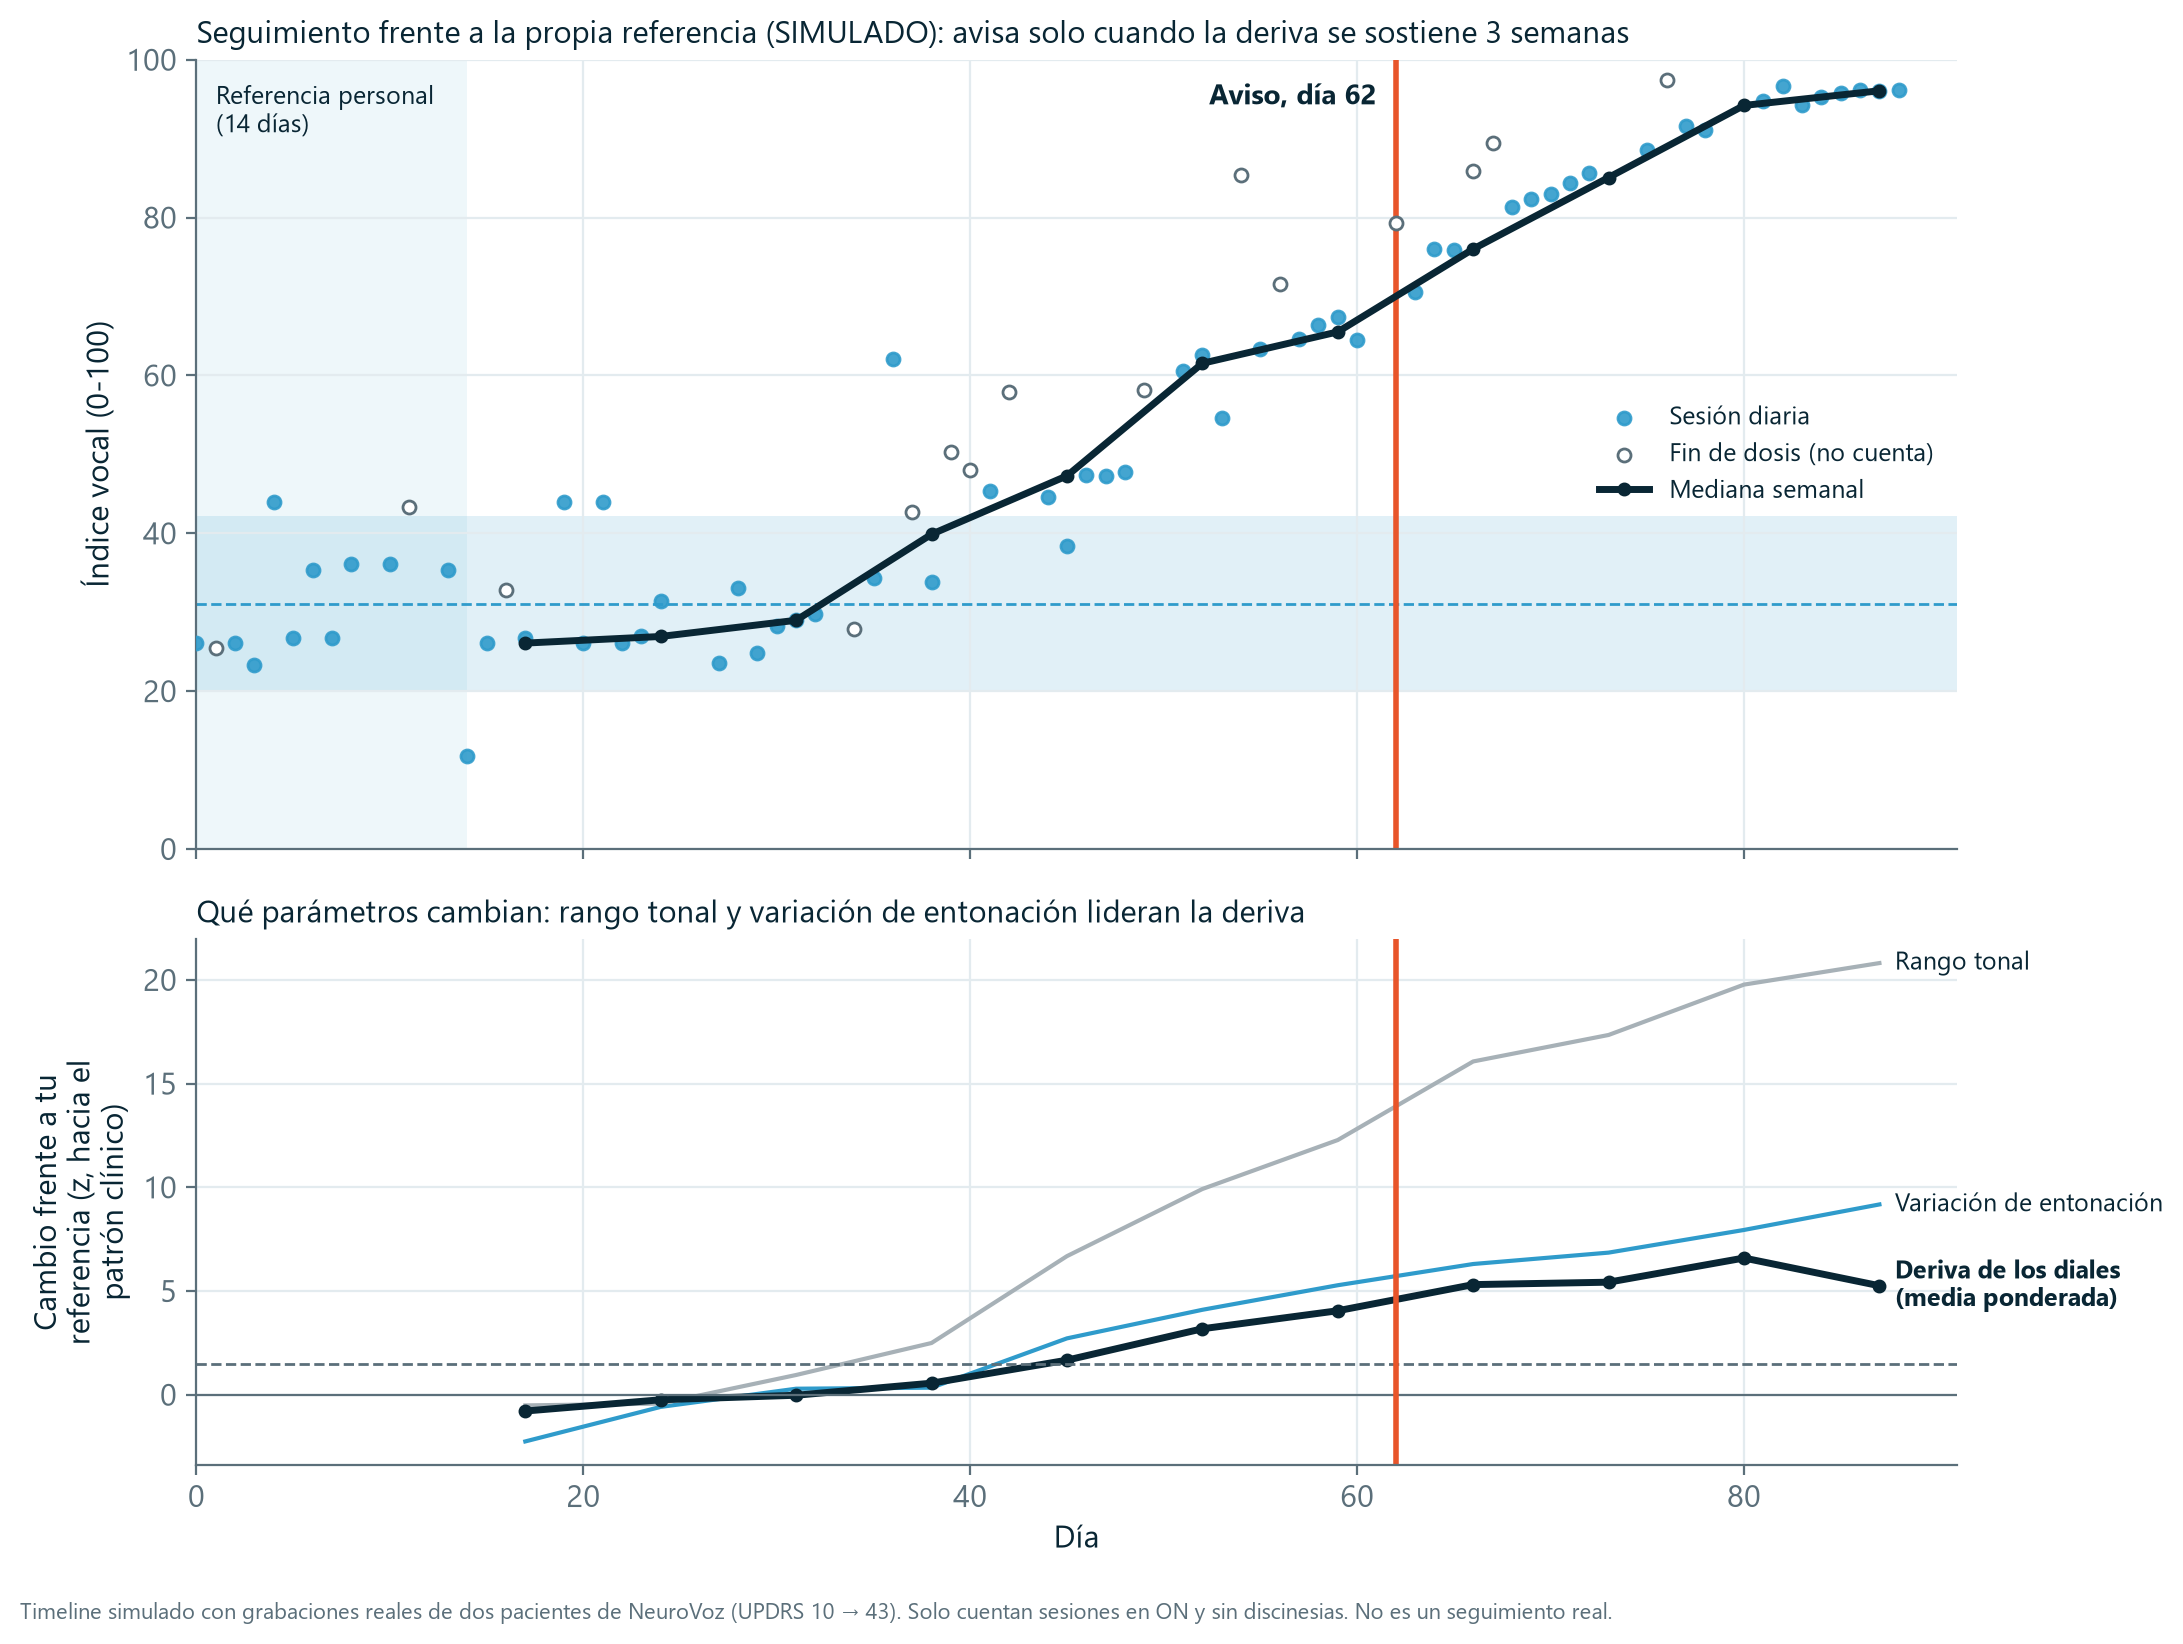 Seguimiento frente a la propia referencia (SIMULADO): avisa solo cuando la deriva se sostiene 3 semanas
100
80
60
40
20
0
Índice vocal (0-100)
Referencia personal
(14 días)
Aviso, día 62
Sesión diaria
Fin de dosis (no cuenta)
Mediana semanal
Qué parámetros cambian: rango tonal y variación de entonación lideran la deriva
20
15
10
5
0
Cambio frente a tu
referencia (z, hacia el
patrón clínico)
Rango tonal
Variación de entonación
Deriva de los diales
(media ponderada)
0
20
40
60
80
Día
Timeline simulado con grabaciones reales de dos pacientes de NeuroVoz (UPDRS 10 → 43). Solo cuentan sesiones en ON y sin discinesias. No es un seguimiento real.